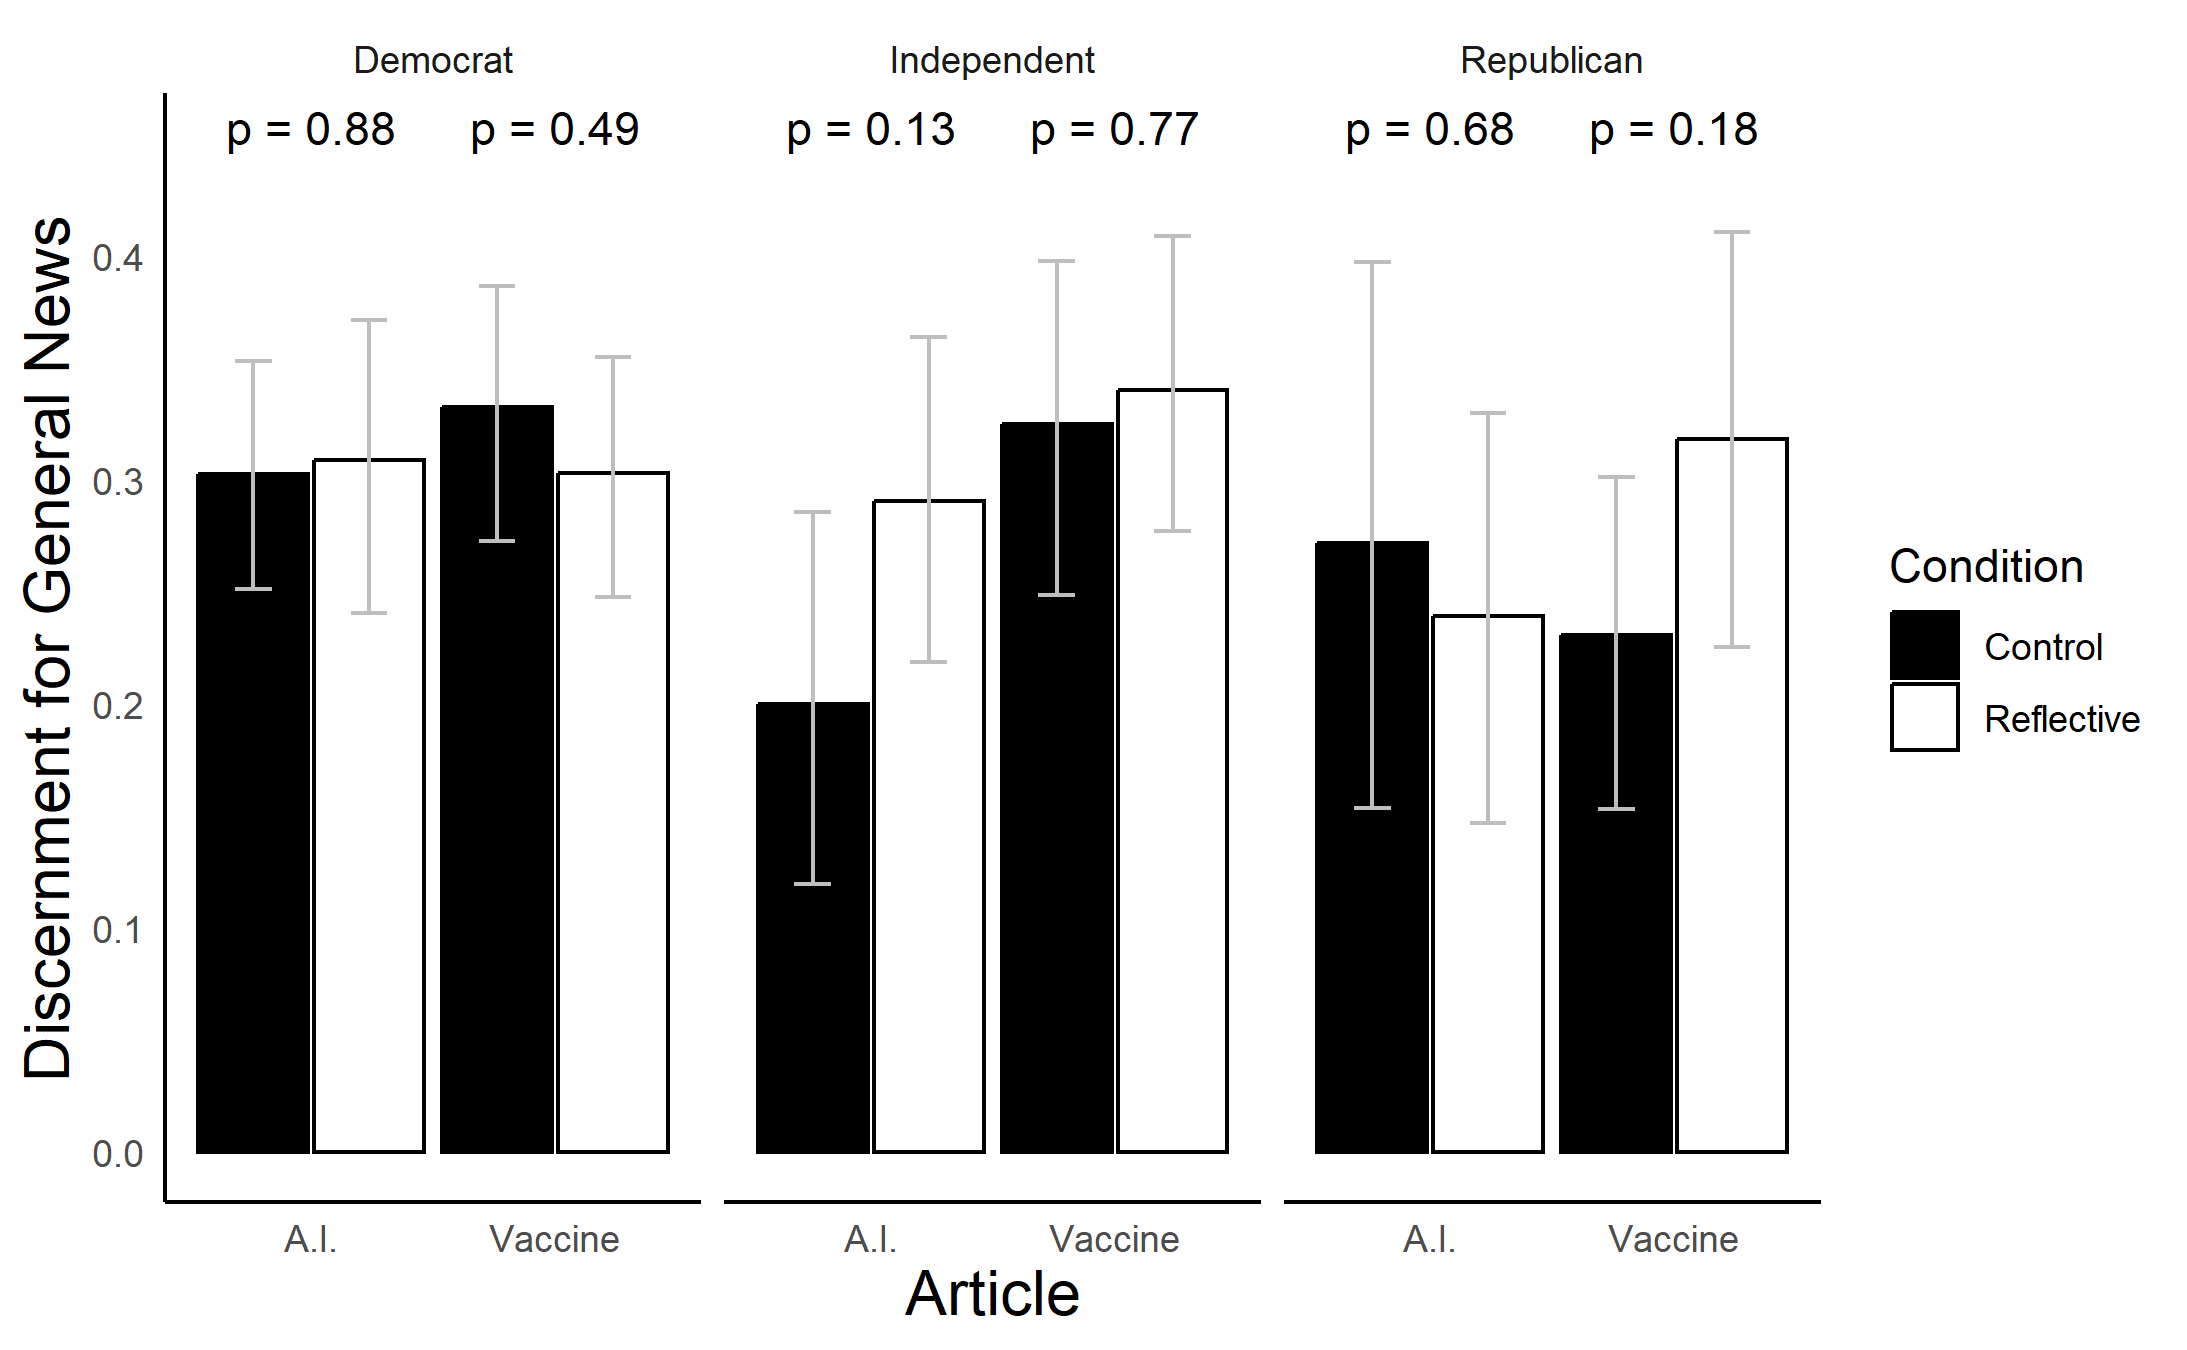 Democrat
Independent
Republican
p = 0.88
p = 0.49
p = 0.13
p = 0.77
p = 0.68
p = 0.18
Discernment for General News
0.4
0.3
0.2
0.1
0.0
A.I.
Vaccine
A.I.
Vaccine
A.I.
Vaccine
Article
Condition
Control
Reflective